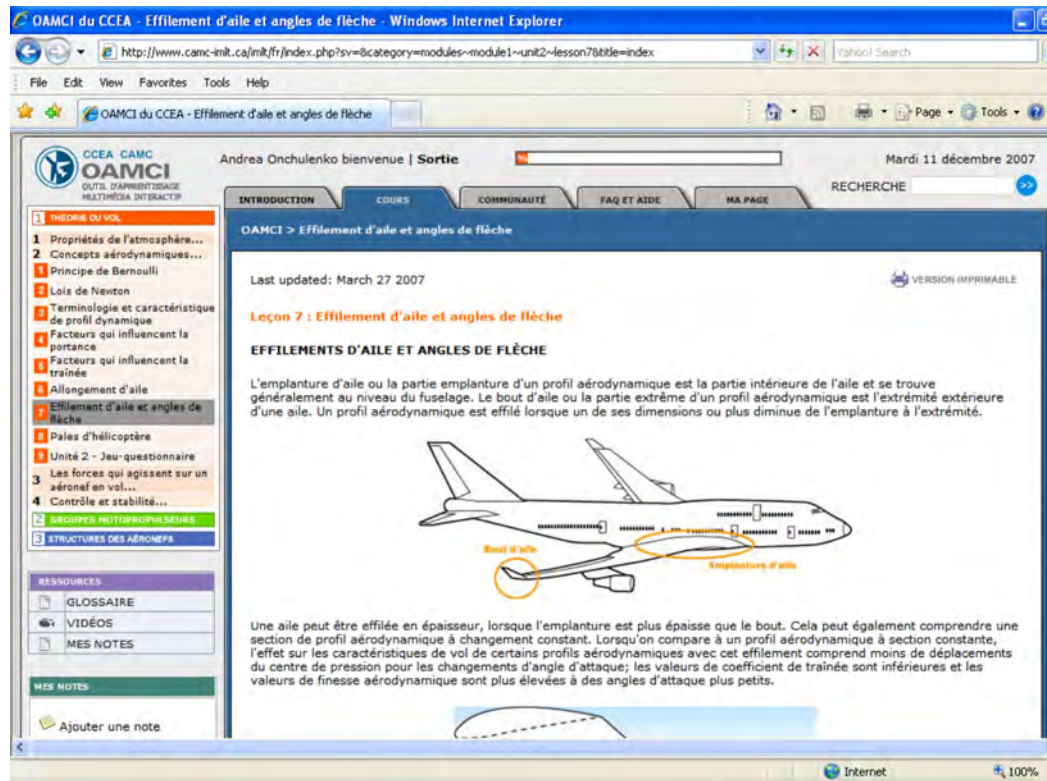 OAMCI du CCEA - Effilement d'aile et angles de flèche - Windows Internet Explorer
http://www.camc-imlt.ca/imlt/fr/index.php?sv=&category=modules~module1~unit2~lesson7&title=index
Yahoo! Search
File Edit View Favorites Tools Help
OAMCI du CCEA - Effilement d'aile et angles de flèche
Page Tools
CCEA CAMC
OAMCI
OUTIL D'APPRENTISSAGE
MULTIMÉDIA INTERACTIF
Andrea Onchulenko bienvenue | Sortie
Mardi 11 décembre 2007
RECHERCHE
INTRODUCTION
COURS
COMMUNAUTÉ
FAQ ET AIDE
MA PAGE
OAMCI > Effilement d'aile et angles de flèche
1 THÉORIE DU VOL
1 Propriétés de l'atmosphère...
2 Concepts aérodynamiques...
1 Principe de Bernoulli
2 Lois de Newton
3 Terminologie et caractéristique
de profil dynamique
4 Facteurs qui influencent la
portance
5 Facteurs qui influencent la
traînée
6 Allongement d'aile
7 Effilement d'aile et angles de
flèche
8 Pales d'hélicoptère
9 Unité 2 - Jeu-questionnaire
3 Les forces qui agissent sur un
aéronef en vol...
4 Contrôle et stabilité...
2 GROUPES MOTOPROPULSEURS
3 STRUCTURES DES AÉRONEFS
RESSOURCES
GLOSSAIRE
VIDÉOS
MES NOTES
MES NOTES
Ajouter une note
Last updated: March 27 2007
VERSION IMPRIMABLE
Leçon 7 : Effilement d'aile et angles de flèche
EFFILEMENTS D'AILE ET ANGLES DE FLÈCHE
L'emplanture d'aile ou la partie emplanture d'un profil aérodynamique est la partie intérieure de l'aile et se trouve
généralement au niveau du fuselage. Le bout d'aile ou la partie extrême d'un profil aérodynamique est l'extrémité extérieure
d'une aile. Un profil aérodynamique est effilé lorsque un de ses dimensions ou plus diminue de l'emplanture à l'extrémité.
Bout d'aile
Emplanture d'aile
Une aile peut être effilée en épaisseur, lorsque l'emplanture est plus épaisse que le bout. Cela peut également comprendre une
section de profil aérodynamique à changement constant. Lorsqu'on compare à un profil aérodynamique à section constante,
l'effet sur les caractéristiques de vol de certains profils aérodynamiques avec cet effilement comprend moins de déplacements
du centre de pression pour les changements d'angle d'attaque; les valeurs de coefficient de traînée sont inférieures et les
valeurs de finesse aérodynamique sont plus élevées à des angles d'attaque plus petits.
Internet
100%